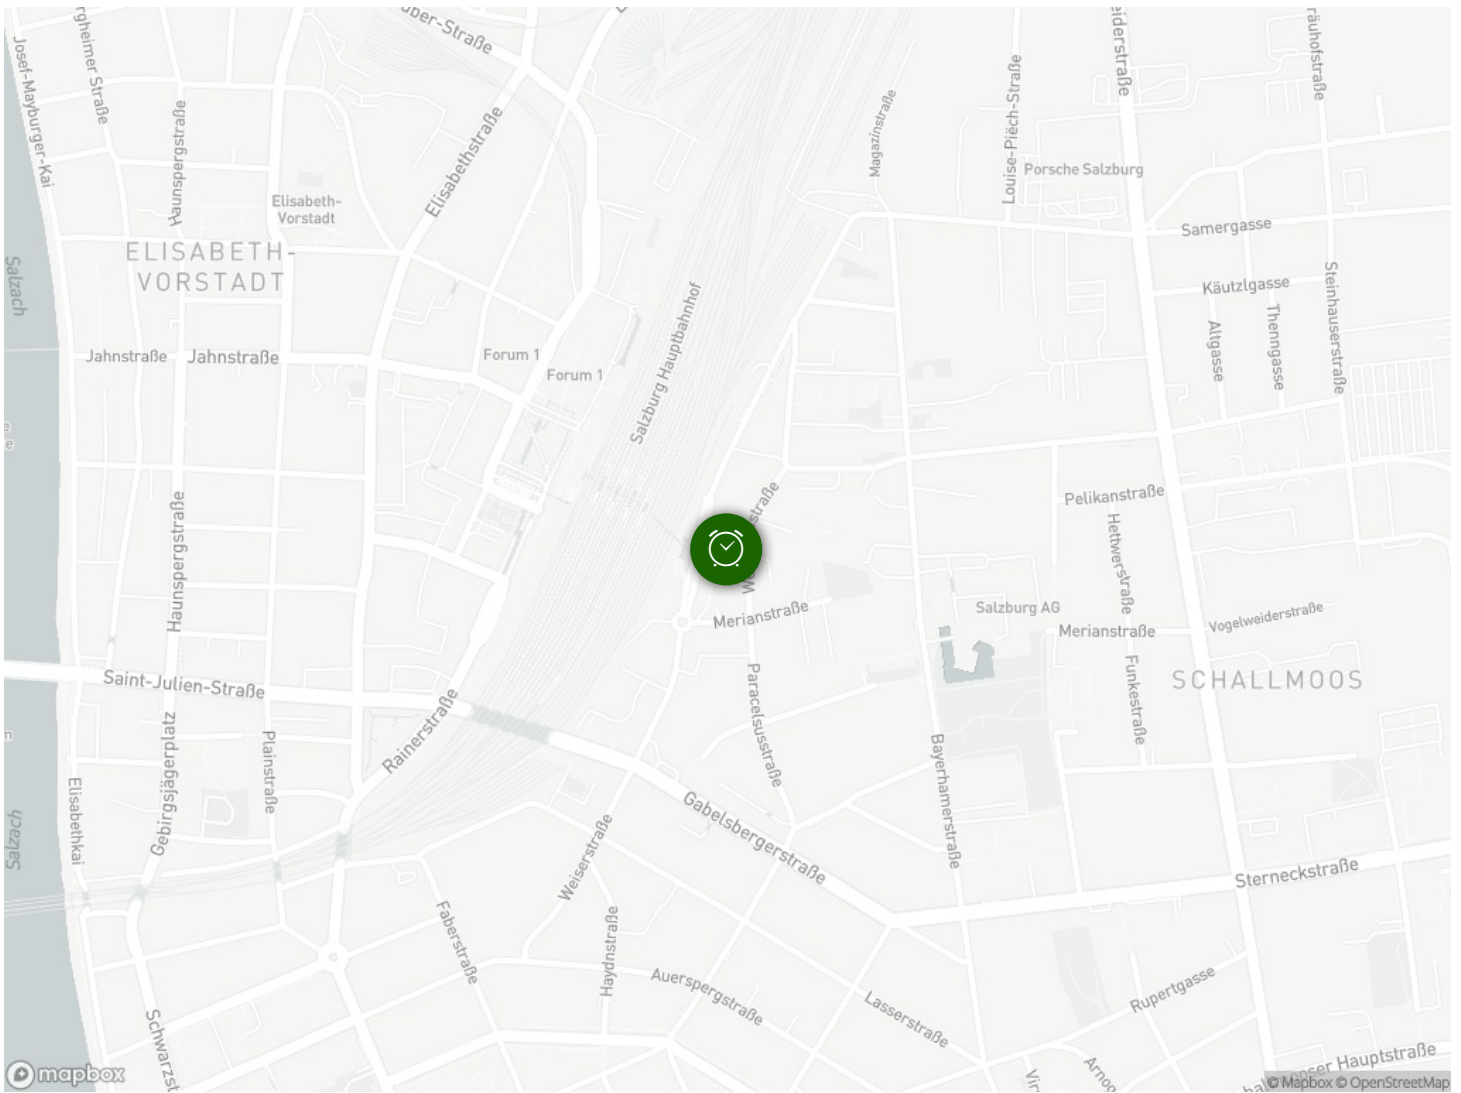 Josef-Mayburger-Kai
Haunspergstraße
Elisabethstraße
Elisabeth-
Vorstadt
ELISABETH-
VORSTADT
Salzach
Magazinstraße
Louise-Piëch-Straße
Porsche Salzburg
Samergasse
Käutzlgasse
Altgasse
Thenngasse
Steinhauserstraße
Jahnstraße
Jahnstraße
Forum 1
Forum 1
Salzburg Hauptbahnhof
Haunspergstraße
Pelikanstraße
Hettwerstraße
Merianstraße
Salzburg AG
Merianstraße
Vogelweiderstraße
Funkestraße
SCHALLMOOS
Saint-Julien-Straße
Rainerstraße
Gebirgsjägerplatz
Plainstraße
Elisabethkai
Salzach
Paracelsusstraße
Bayerhamerstraße
Gabelsbergerstraße
Weiserstraße
Sterneckstraße
Faberstraße
Haydnstraße
Auerspergstraße
Lasserstraße
Rupertgasse
mapbox
© Mapbox © OpenStreetMap